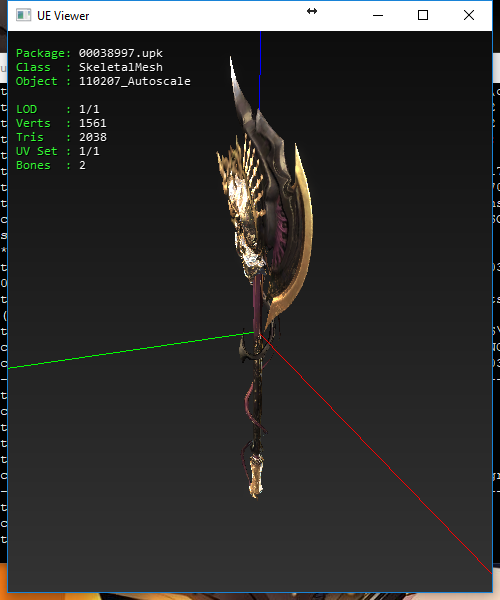 UE Viewer
Package: 00038997.upk
Class : SkeletalMesh
Object : 110207_Autoscale
LOD : 1/1
Verts : 1561
Tris : 2038
UV Set : 1/1
Bones : 2